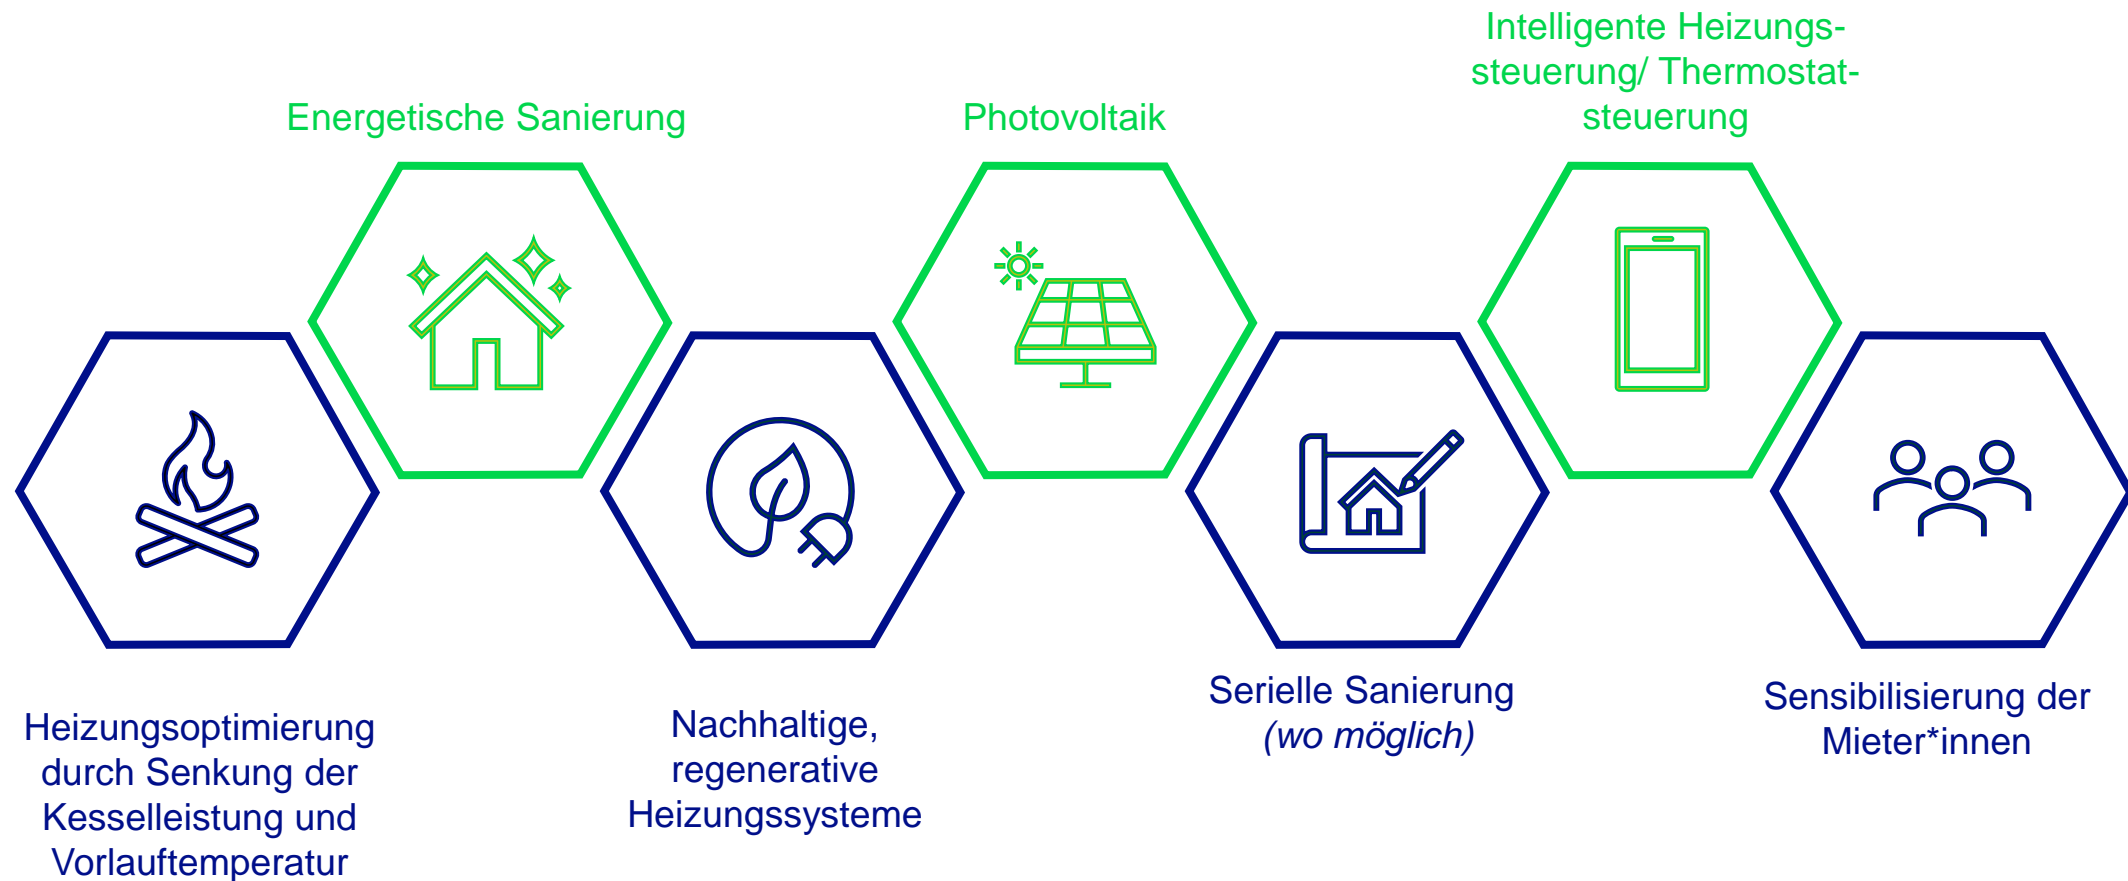 Intelligente Heizungs-
steuerung/ Thermostat-
steuerung
Energetische Sanierung
Photovoltaik
Heizungsoptimierung
durch Senkung der
Kesselleistung und
Vorlauftemperatur
Nachhaltige,
regenerative
Heizungssysteme
Serielle Sanierung
(wo möglich)
Sensibilisierung der
Mieter*innen